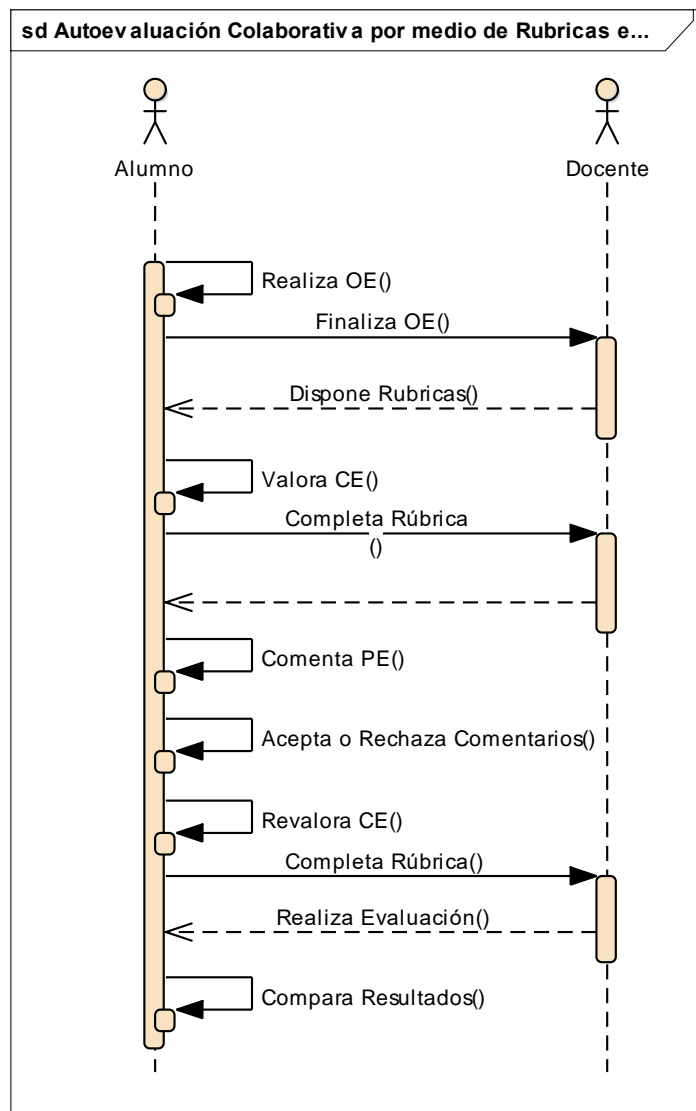 sd Autoevaluación Colaborativa por medio de Rubricas e...
Alumno
Docente
Realiza OE()
Finaliza OE()
Dispone Rubricas()
Valora CE()
Completa Rúbrica
()
Comenta PE()
Acepta o Rechaza Comentarios()
Revalora CE()
Completa Rúbrica()
Realiza Evaluación()
Compara Resultados()